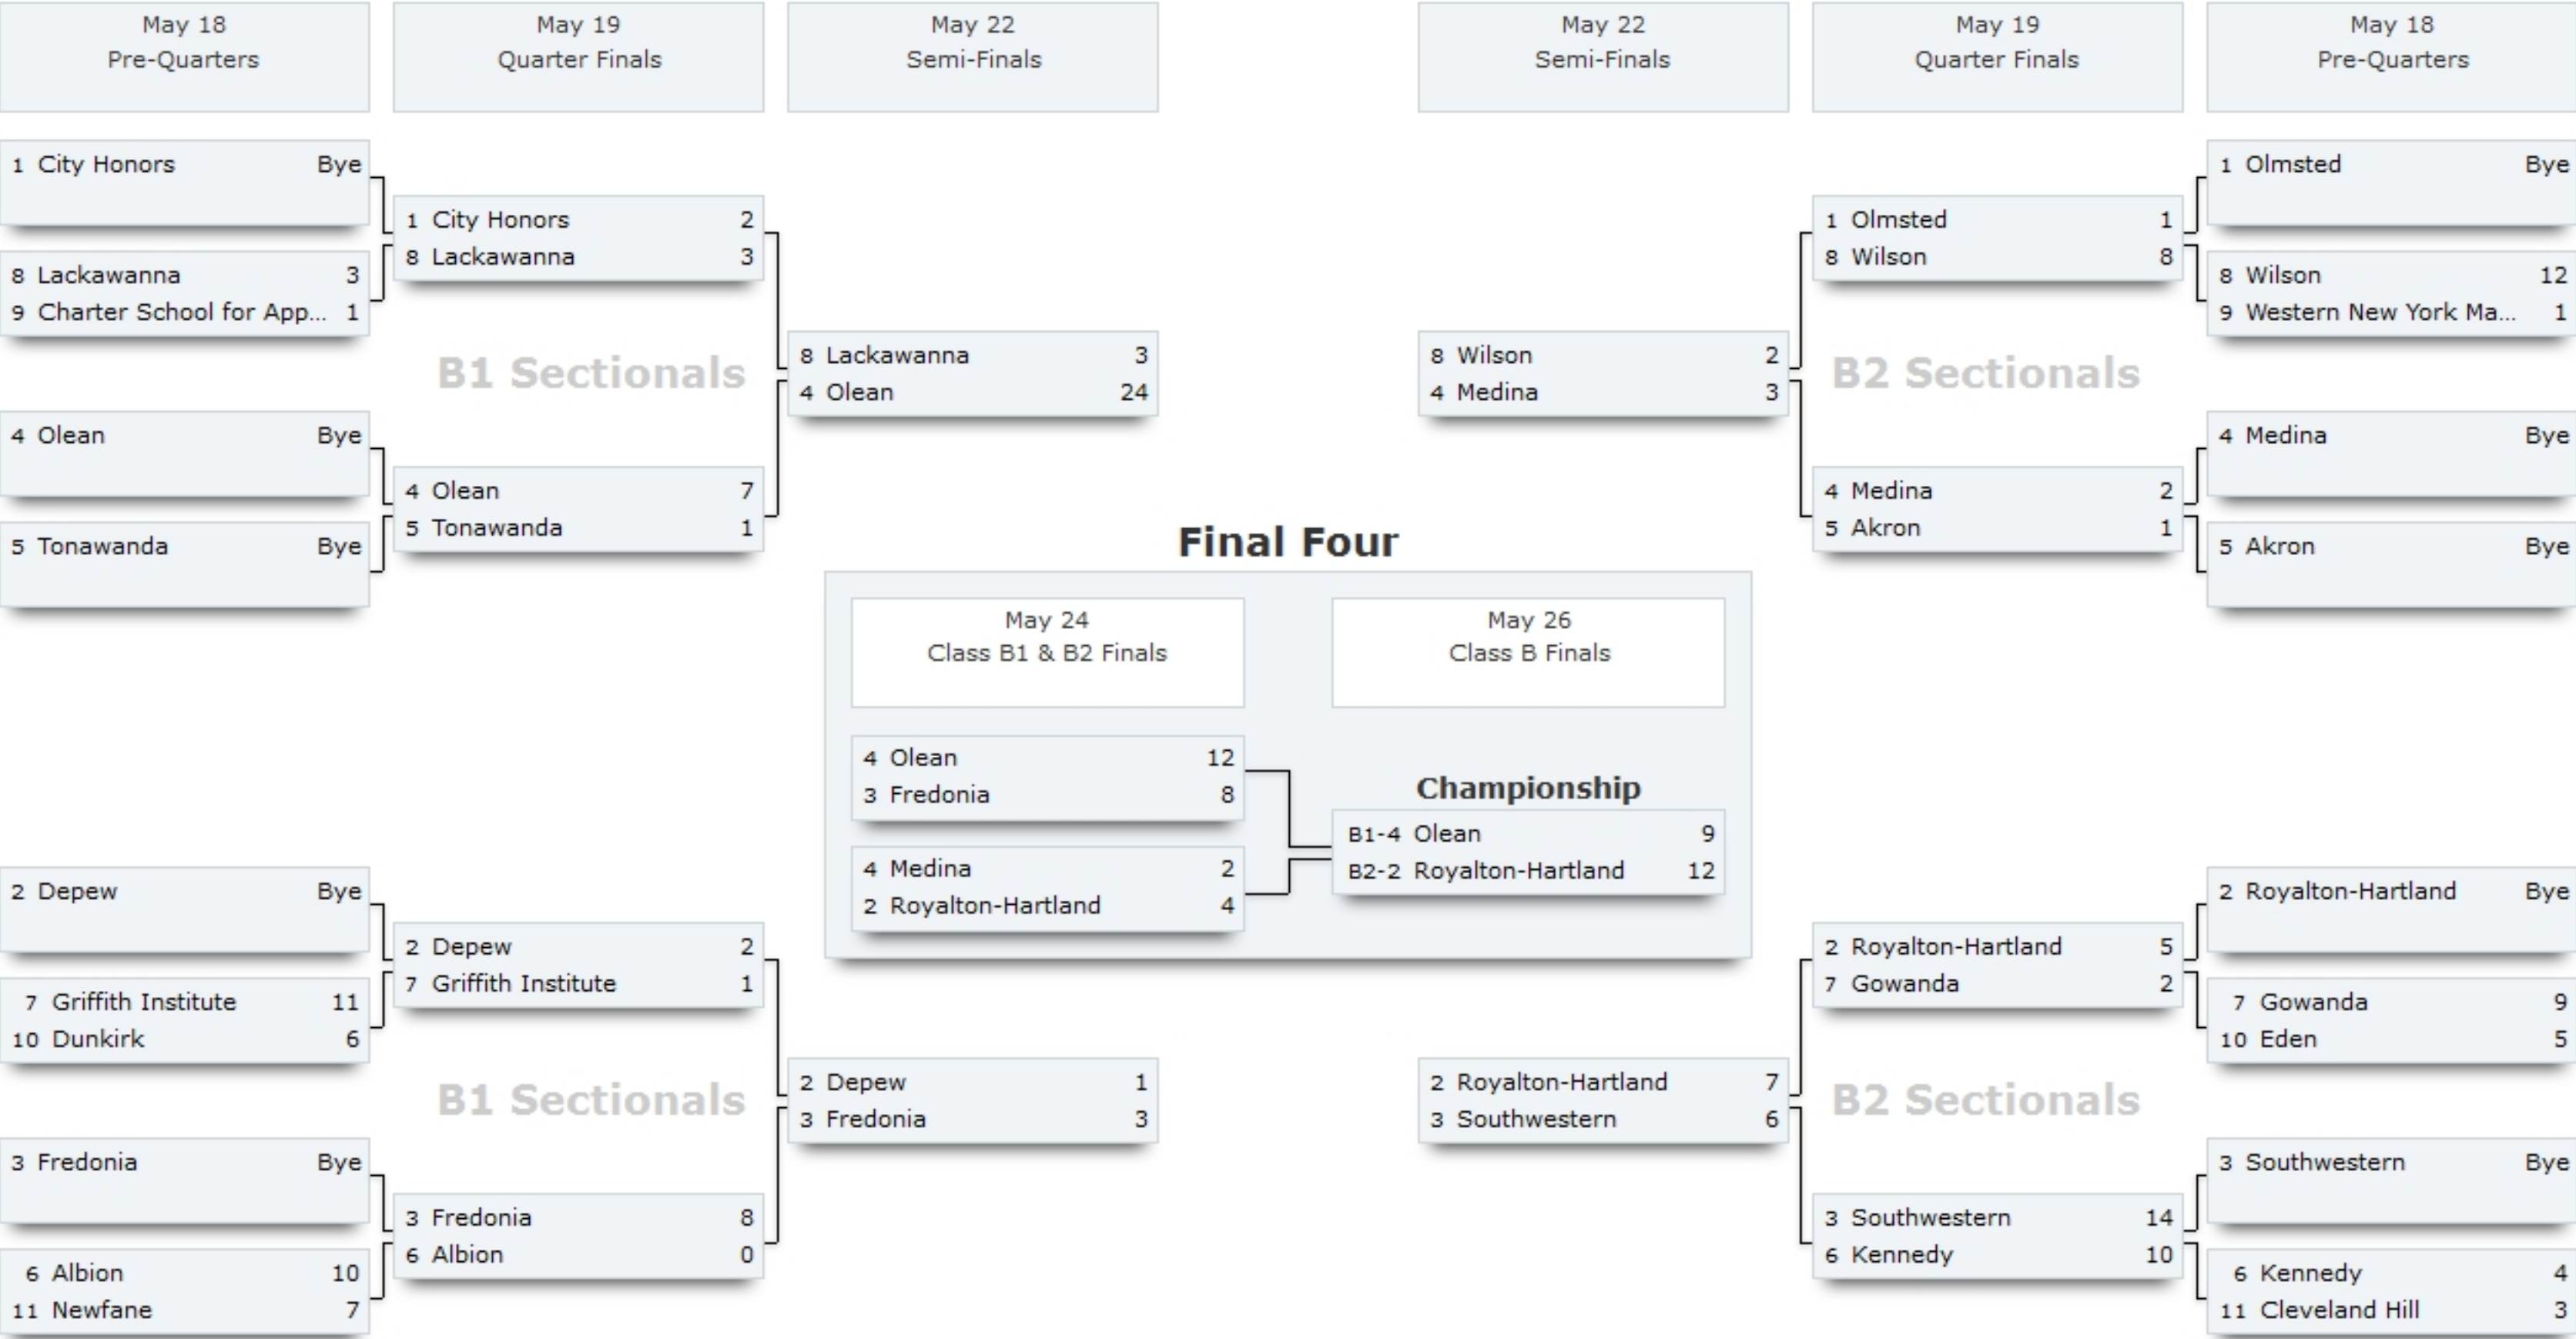 May 18
Pre-Quarters
May 19
Quarter Finals
May 22
Semi-Finals
May 22
Semi-Finals
May 19
Quarter Finals
May 18
Pre-Quarters
1 City Honors Bye
8 Lackawanna 3
9 Charter School for App... 1
4 Olean Bye
5 Tonawanda Bye
1 City Honors 2
8 Lackawanna 3
B1 Sectionals
4 Olean 7
5 Tonawanda 1
8 Lackawanna 3
4 Olean 24
8 Wilson 2
4 Medina 3
1 Olmsted 1
8 Wilson 8
B2 Sectionals
4 Medina 2
5 Akron 1
1 Olmsted Bye
8 Wilson 12
9 Western New York Ma... 1
4 Medina Bye
5 Akron Bye
Final Four
May 24
Class B1 & B2 Finals
May 26
Class B Finals
4 Olean 12
3 Fredonia 8
4 Medina 2
2 Royalton-Hartland 4
Championship
B1-4 Olean 9
B2-2 Royalton-Hartland 12
2 Depew Bye
7 Griffith Institute 11
10 Dunkirk 6
3 Fredonia Bye
6 Albion 10
11 Newfane 7
2 Depew 2
7 Griffith Institute 1
B1 Sectionals
3 Fredonia 8
6 Albion 0
2 Depew 1
3 Fredonia 3
2 Royalton-Hartland 7
3 Southwestern 6
2 Royalton-Hartland 5
7 Gowanda 2
B2 Sectionals
3 Southwestern 14
6 Kennedy 10
2 Royalton-Hartland Bye
7 Gowanda 9
10 Eden 5
3 Southwestern Bye
6 Kennedy 4
11 Cleveland Hill 3